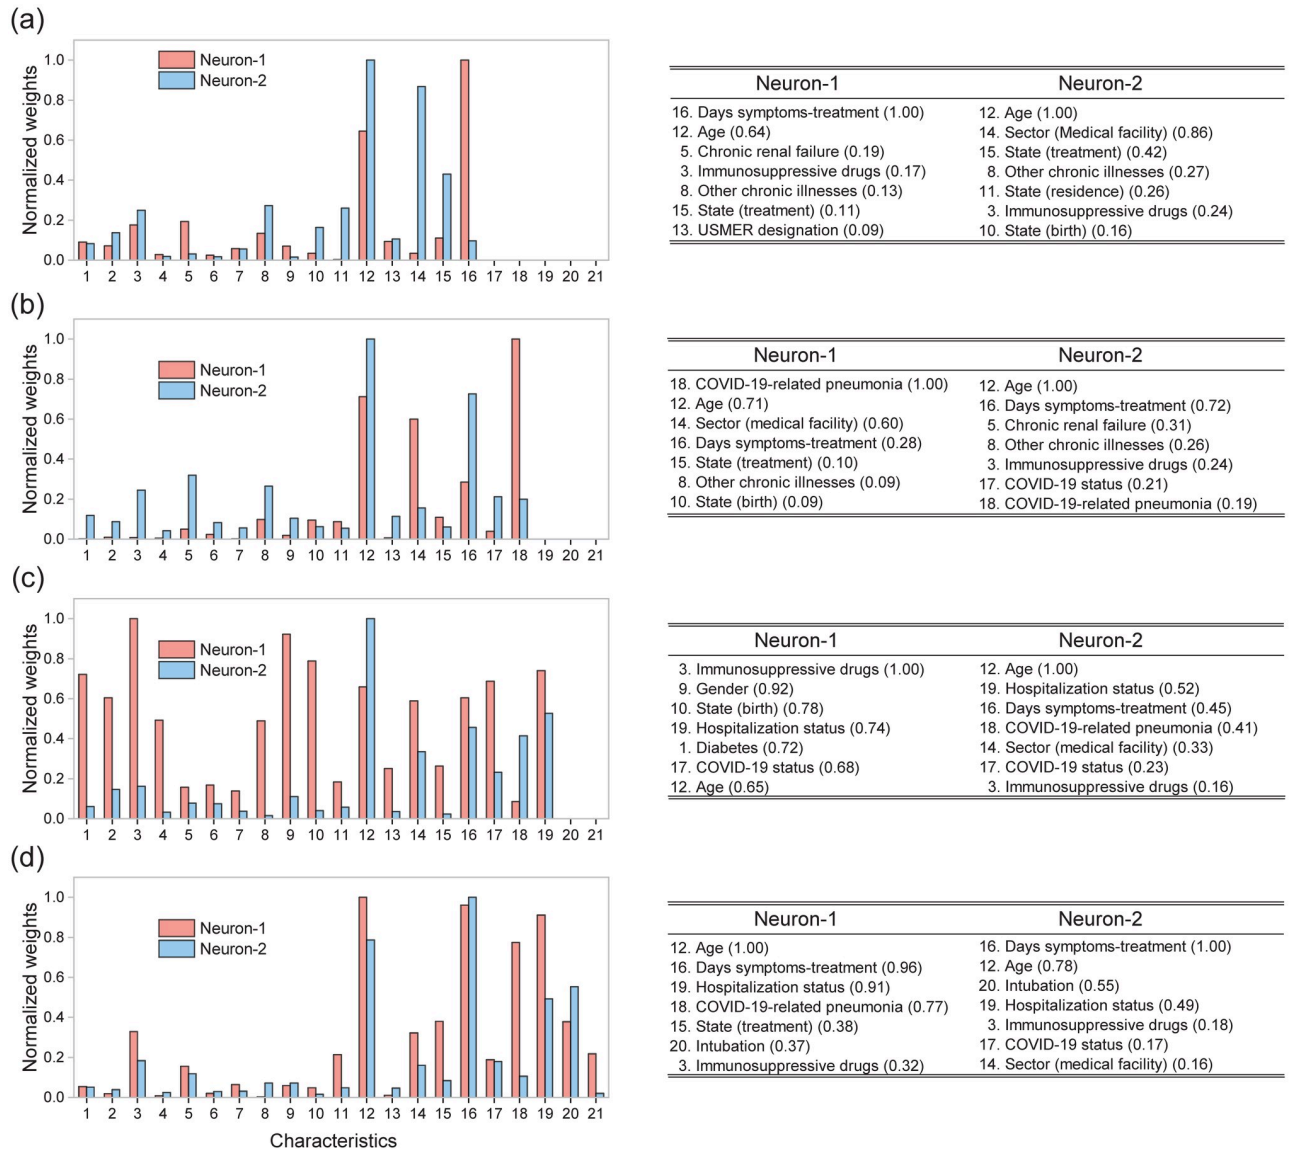 (a)
Normalized weights
1.0
0.8
0.6
0.4
0.2
0.0
Neuron-1
Neuron-2
1 2 3 4 5 6 7 8 9 10 11 12 13 14 15 16 17 18 19 20 21
Neuron-1 Neuron-2
16. Days symptoms-treatment (1.00) 12. Age (1.00)
12. Age (0.64) 14. Sector (Medical facility) (0.86)
5. Chronic renal failure (0.19) 15. State (treatment) (0.42)
3. Immunosuppressive drugs (0.17) 8. Other chronic illnesses (0.27)
8. Other chronic illnesses (0.13) 11. State (residence) (0.26)
15. State (treatment) (0.11) 3. Immunosuppressive drugs (0.24)
13. USMER designation (0.09) 10. State (birth) (0.16)
(b)
Normalized weights
1.0
0.8
0.6
0.4
0.2
0.0
Neuron-1
Neuron-2
1 2 3 4 5 6 7 8 9 10 11 12 13 14 15 16 17 18 19 20 21
Neuron-1 Neuron-2
18. COVID-19-related pneumonia (1.00) 12. Age (1.00)
12. Age (0.71) 16. Days symptoms-treatment (0.72)
14. Sector (medical facility) (0.60) 5. Chronic renal failure (0.31)
16. Days symptoms-treatment (0.28) 8. Other chronic illnesses (0.26)
15. State (treatment) (0.10) 3. Immunosuppressive drugs (0.24)
8. Other chronic illnesses (0.09) 17. COVID-19 status (0.21)
10. State (birth) (0.09) 18. COVID-19-related pneumonia (0.19)
(c)
Normalized weights
1.0
0.8
0.6
0.4
0.2
0.0
Neuron-1
Neuron-2
1 2 3 4 5 6 7 8 9 10 11 12 13 14 15 16 17 18 19 20 21
Neuron-1 Neuron-2
3. Immunosuppressive drugs (1.00) 12. Age (1.00)
9. Gender (0.92) 19. Hospitalization status (0.52)
10. State (birth) (0.78) 16. Days symptoms-treatment (0.45)
19. Hospitalization status (0.74) 18. COVID-19-related pneumonia (0.41)
1. Diabetes (0.72) 14. Sector (medical facility) (0.33)
17. COVID-19 status (0.68) 17. COVID-19 status (0.23)
12. Age (0.65) 3. Immunosuppressive drugs (0.16)
(d)
Normalized weights
1.0
0.8
0.6
0.4
0.2
0.0
Neuron-1
Neuron-2
1 2 3 4 5 6 7 8 9 10 11 12 13 14 15 16 17 18 19 20 21
Characteristics
Neuron-1 Neuron-2
12. Age (1.00) 16. Days symptoms-treatment (1.00)
16. Days symptoms-treatment (0.96) 12. Age (0.78)
19. Hospitalization status (0.91) 20. Intubation (0.55)
18. COVID-19-related pneumonia (0.77) 19. Hospitalization status (0.49)
15. State (treatment) (0.38) 3. Immunosuppressive drugs (0.18)
20. Intubation (0.37) 17. COVID-19 status (0.17)
3. Immunosuppressive drugs (0.32) 14. Sector (medical facility) (0.16)